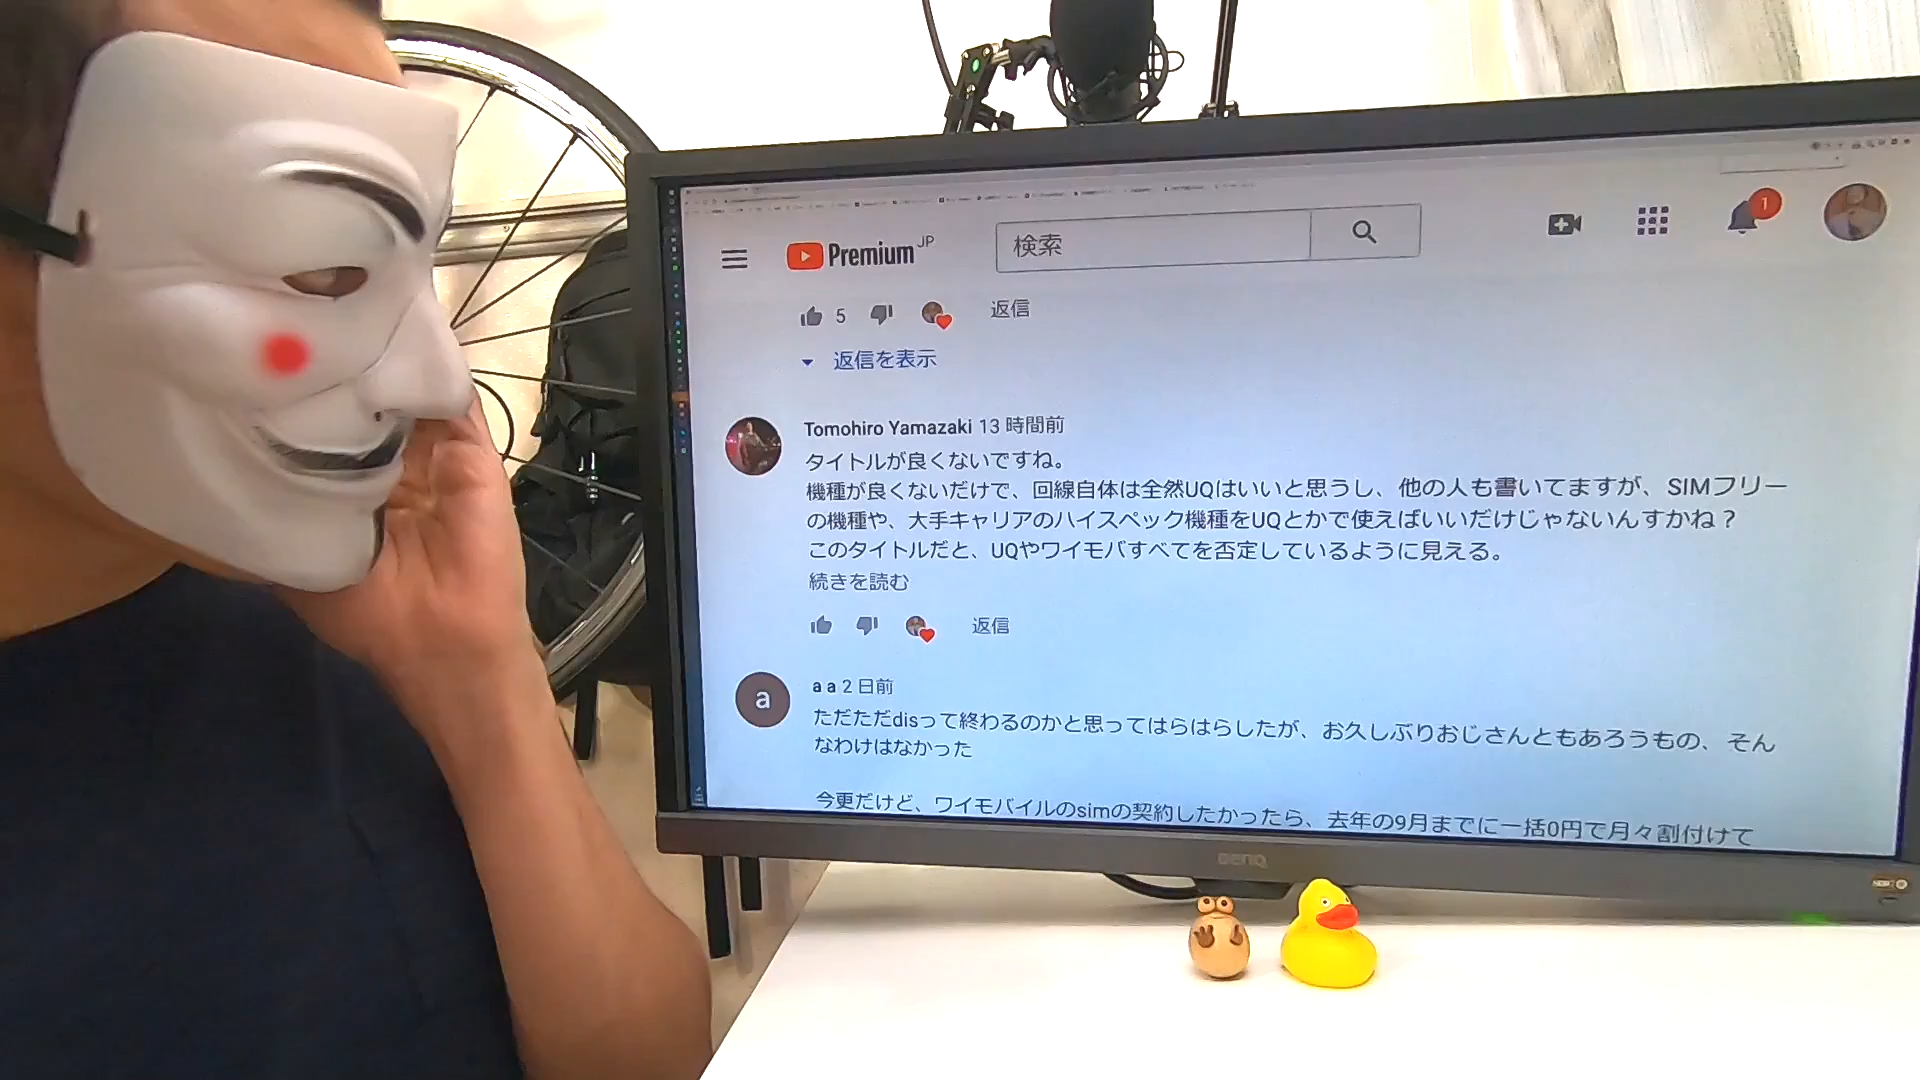 Premium JP
検索
1
5
返信
返信を表示
Tomohiro Yamazaki 13 時間前
タイトルが良くないですね。
機種が良くないだけで、回線自体は全然UQはいいと思うし、他の人も書いてますが、SIMフリー
の機種や、大手キャリアのハイスペック機種をUQとかで使えばいいだけじゃないんすかね？
このタイトルだと、UQやワイモバすべてを否定しているように見える。
続きを読む
返信
a
a a 2 日前
ただただdisって終わるのかと思ってはらはらしたが、お久しぶりおじさんともあろうもの、そん
なわけはなかった
今更だけど、ワイモバイルのsimの契約したかったら、去年の9月までに一括0円で月々割付けて
BenQ